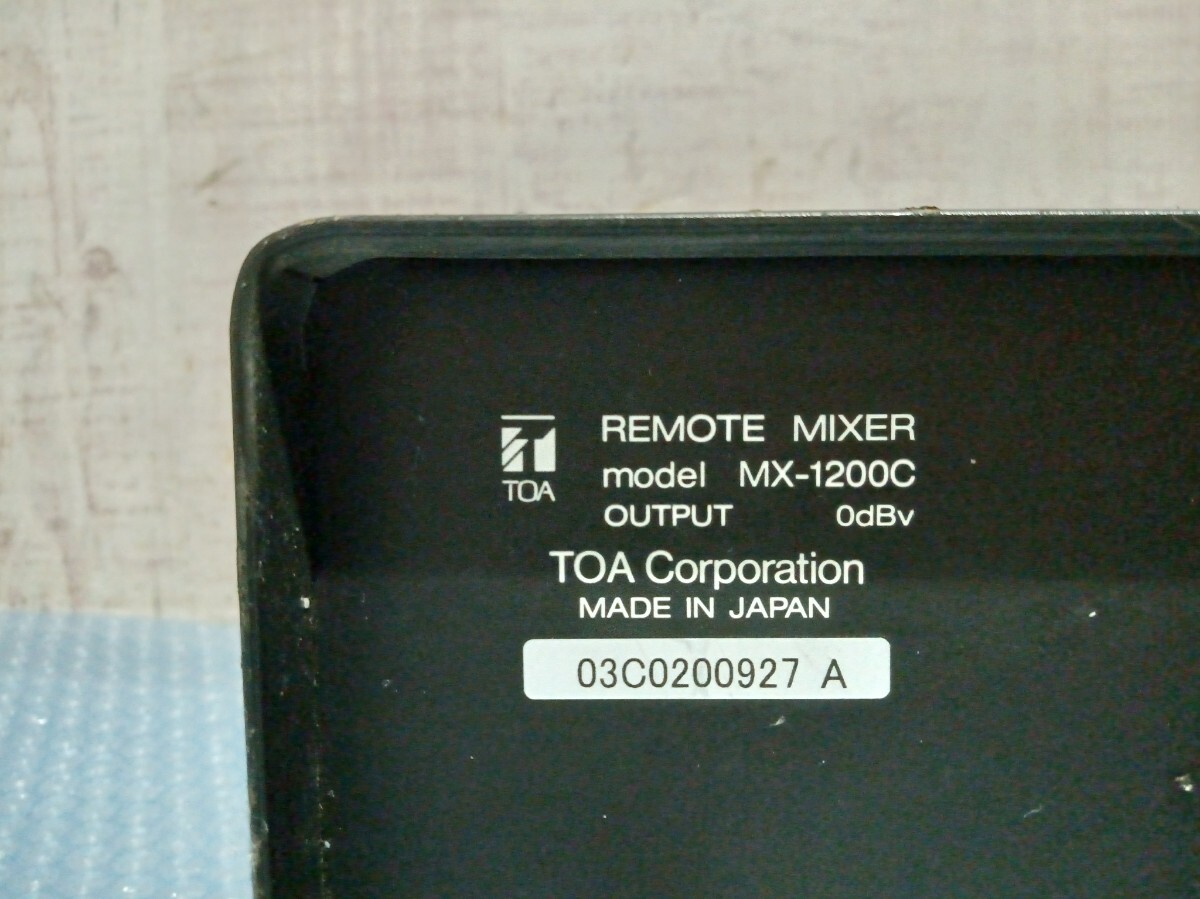 TOA
REMOTE MIXER
model MX-1200C
OUTPUT 0dBv
TOA Corporation
MADE IN JAPAN
03C0200927 A